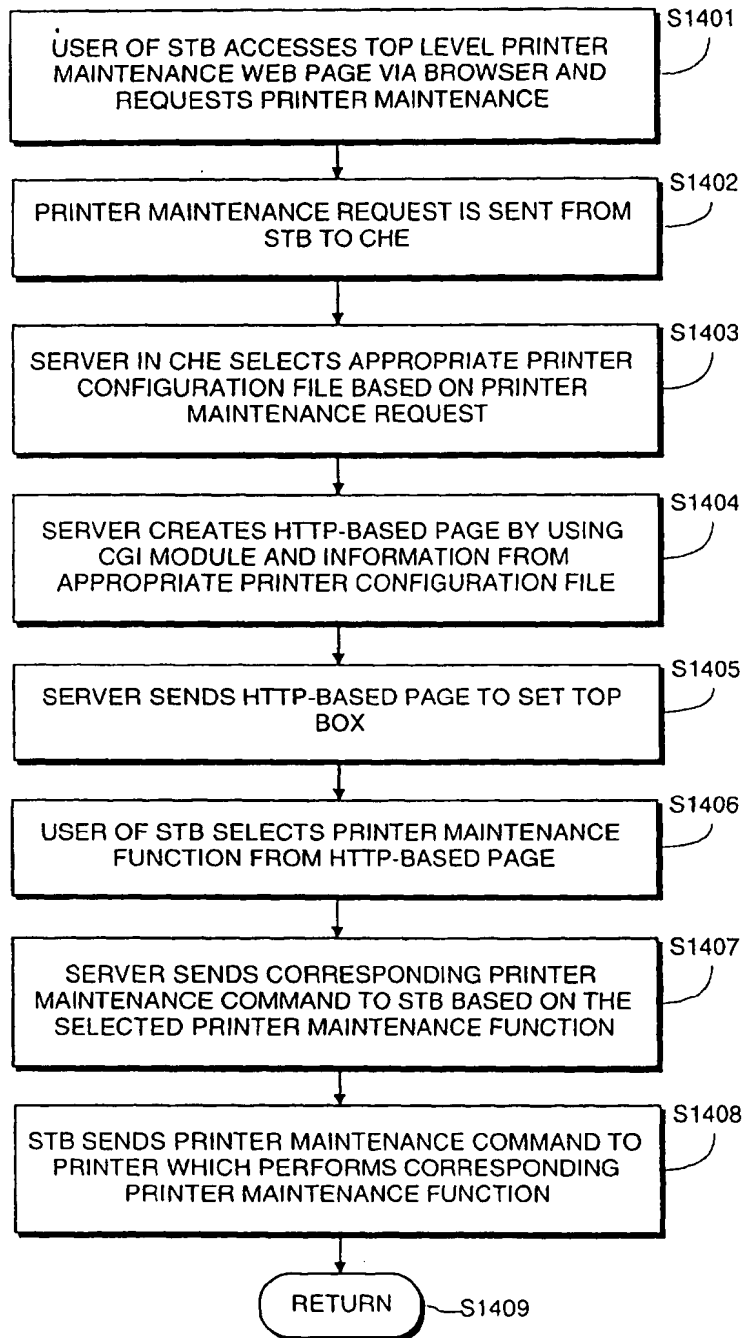 S1401
USER OF STB ACCESSES TOP LEVEL PRINTER
MAINTENANCE WEB PAGE VIA BROWSER AND
REQUESTS PRINTER MAINTENANCE
S1402
PRINTER MAINTENANCE REQUEST IS SENT FROM
STB TO CHE
S1403
SERVER IN CHE SELECTS APPROPRIATE PRINTER
CONFIGURATION FILE BASED ON PRINTER
MAINTENANCE REQUEST
S1404
SERVER CREATES HTTP-BASED PAGE BY USING
CGI MODULE AND INFORMATION FROM
APPROPRIATE PRINTER CONFIGURATION FILE
S1405
SERVER SENDS HTTP-BASED PAGE TO SET TOP
BOX
S1406
USER OF STB SELECTS PRINTER MAINTENANCE
FUNCTION FROM HTTP-BASED PAGE
S1407
SERVER SENDS CORRESPONDING PRINTER
MAINTENANCE COMMAND TO STB BASED ON THE
SELECTED PRINTER MAINTENANCE FUNCTION
S1408
STB SENDS PRINTER MAINTENANCE COMMAND TO
PRINTER WHICH PERFORMS CORRESPONDING
PRINTER MAINTENANCE FUNCTION
RETURN
S1409